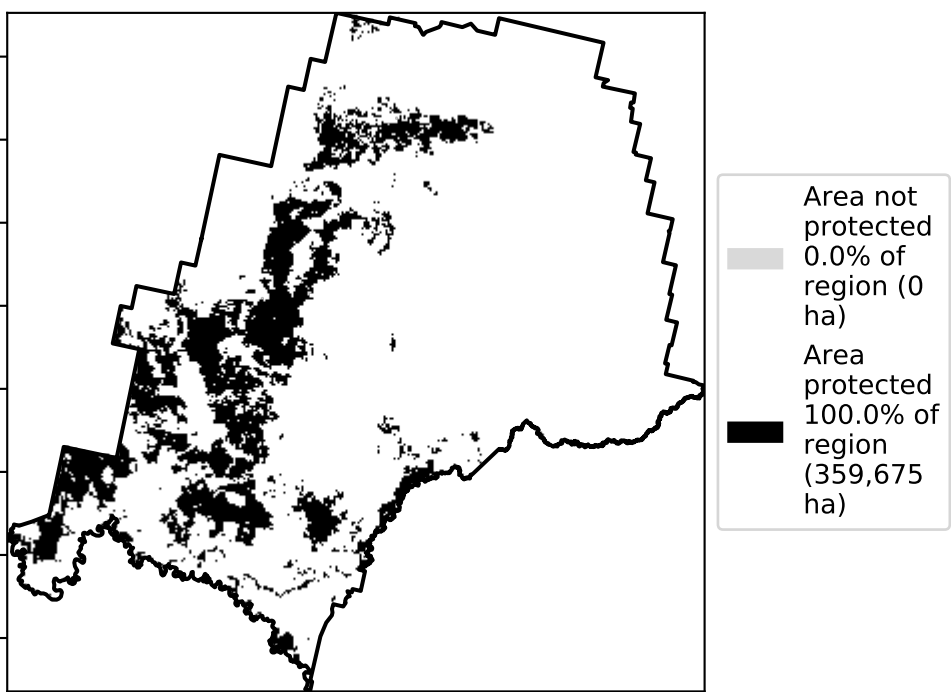 Area not
protected
0.0% of
region (0
ha)
Area
protected
100.0% of
region
(359,675
ha)